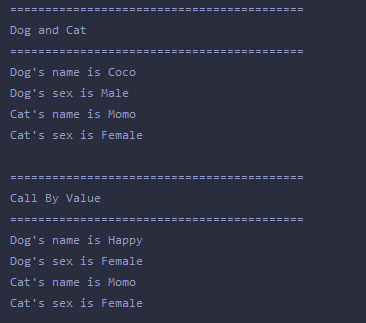 ==========================================
Dog and Cat
==========================================
Dog's name is Coco
Dog's sex is Male
Cat's name is Momo
Cat's sex is Female

==========================================
Call By Value
==========================================
Dog's name is Happy
Dog's sex is Female
Cat's name is Momo
Cat's sex is Female